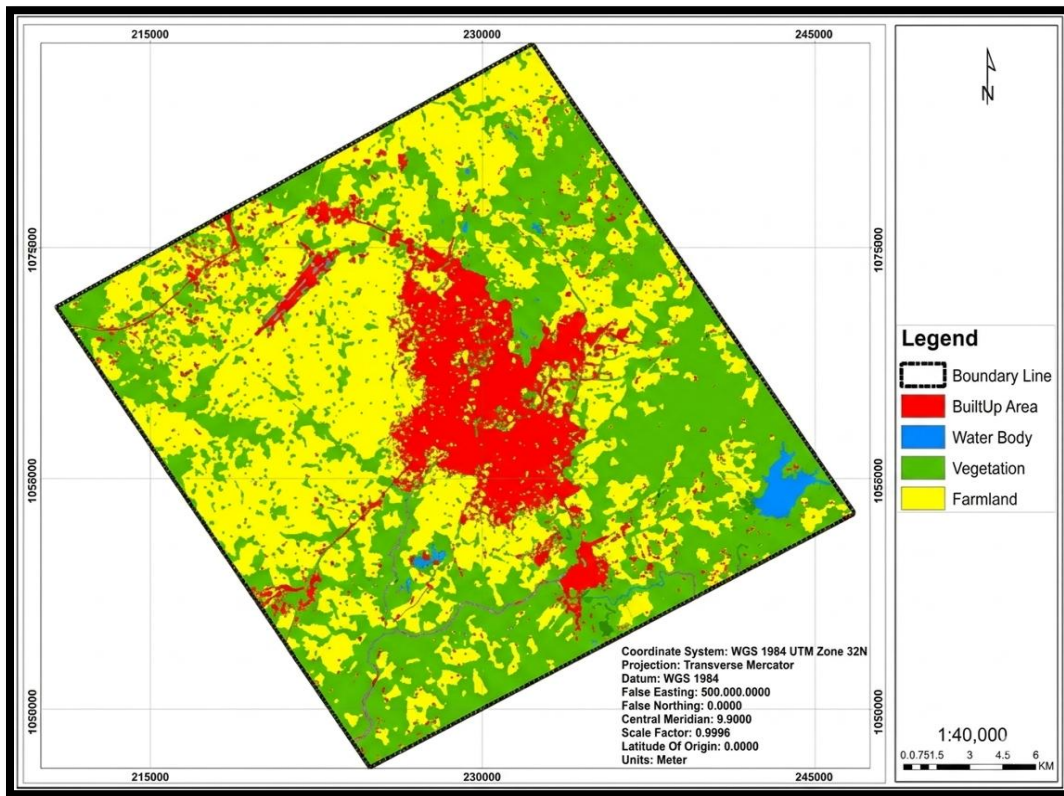 215000 230000 245000
N
1075000 1075000
Legend
Boundary Line
BuiltUp Area
Water Body
Vegetation
Farmland
1056000 1056000
Coordinate System: WGS 1984 UTM Zone 32N
Projection: Transverse Mercator
Datum: WGS 1984
False Easting: 500.000.0000
False Northing: 0.0000
Central Meridian: 9.9000
Scale Factor: 0.9996
Latitude Of Origin: 0.0000
Units: Meter
1050000 1050000
1:40,000
0.0.751.5 3 4.5 6
KM
215000 230000 245000